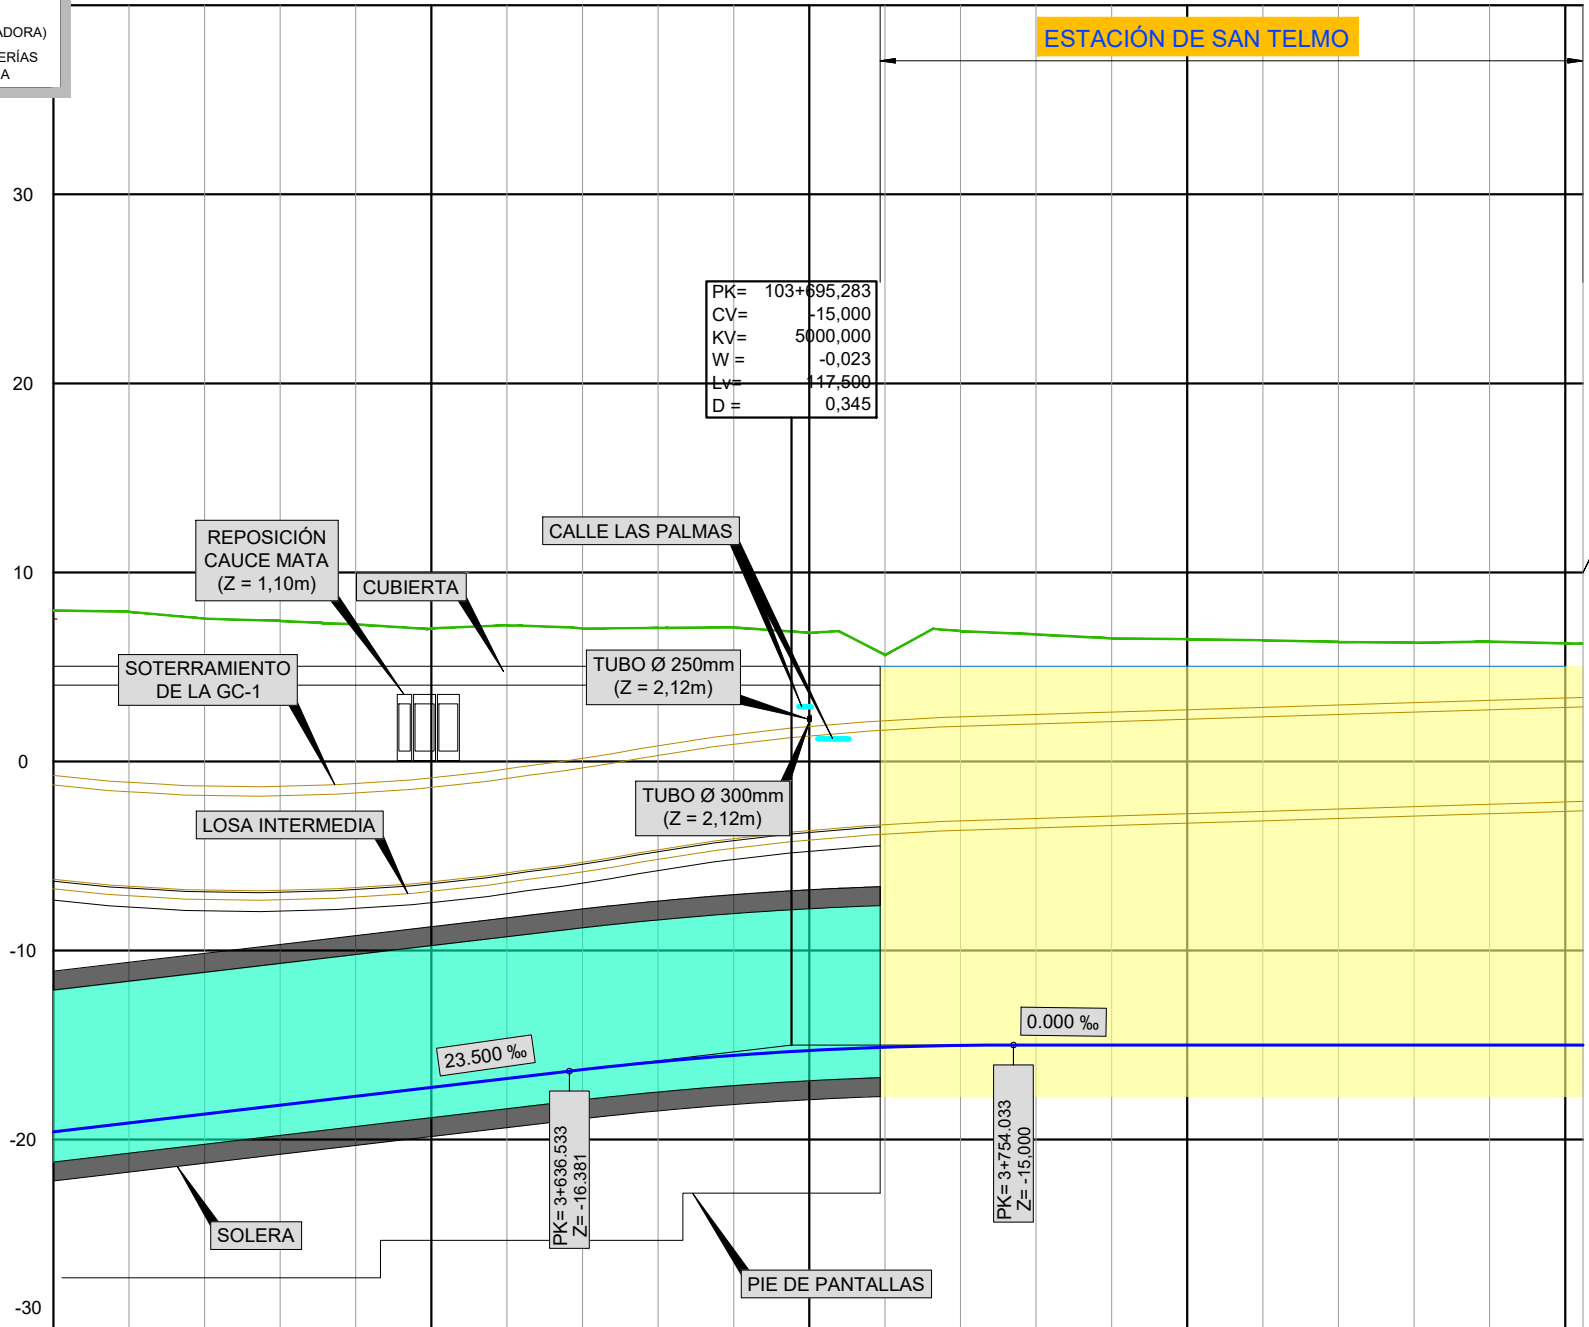 ADORA)
ERÍAS
A
ESTACIÓN DE SAN TELMO
30
20
10
0
-10
-20
-30
PK= 103+695,283
CV= -15,000
KV= 5000,000
W = -0,023
Lv= 117,500
D = 0,345
REPOSICIÓN
CAUCE MATA
(Z = 1,10m)
CUBIERTA
CALLE LAS PALMAS
SOTERRAMIENTO
DE LA GC-1
TUBO Ø 250mm
(Z = 2,12m)
TUBO Ø 300mm
(Z = 2,12m)
LOSA INTERMEDIA
23.500 ‰
0.000 ‰
PK= 3+636.533
Z= -16.381
PK= 3+754.033
Z= -15,000
SOLERA
PIE DE PANTALLAS